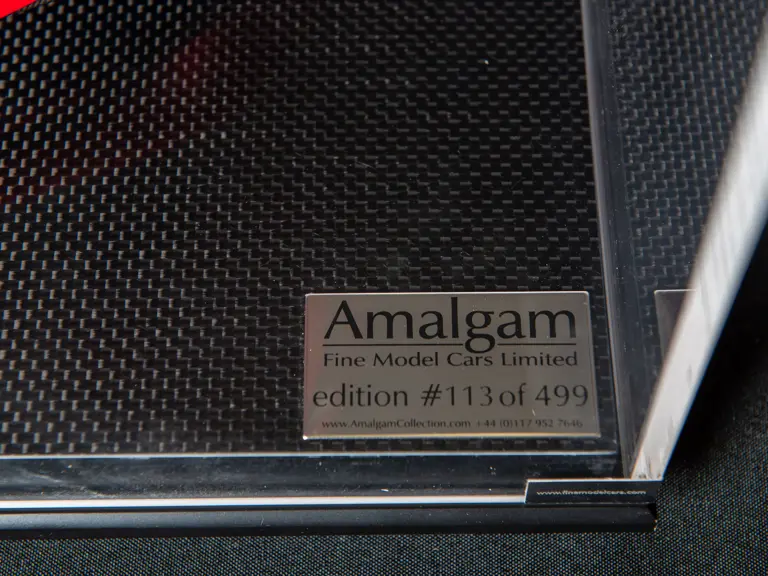 Amalgam
Fine Model Cars Limited
edition #113 of 499
www.AmalgamCollection.com +44 (0)117 952 7646
www.finemodelcars.com